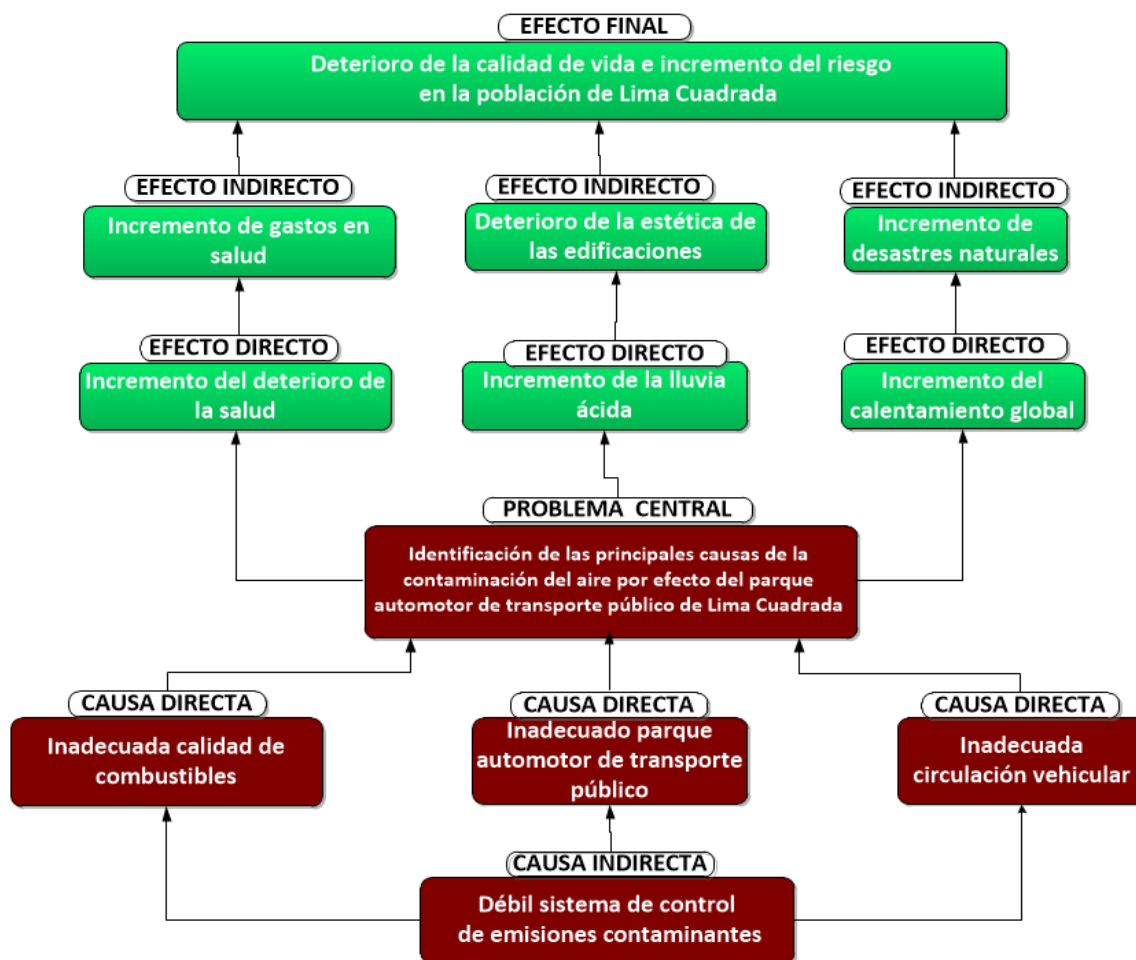 EFECTO FINAL
Deterioro de la calidad de vida e incremento del riesgo
en la población de Lima Cuadrada
EFECTO INDIRECTO
Incremento de gastos en
salud
EFECTO INDIRECTO
Deterioro de la estética de
las edificaciones
EFECTO INDIRECTO
Incremento de
desastres naturales
EFECTO DIRECTO
Incremento del deterioro de
la salud
EFECTO DIRECTO
Incremento de la lluvia
ácida
EFECTO DIRECTO
Incremento del
calentamiento global
PROBLEMA CENTRAL
Identificación de las principales causas de la
contaminación del aire por efecto del parque
automotor de transporte público de Lima Cuadrada
CAUSA DIRECTA
Inadecuada calidad de
combustibles
CAUSA DIRECTA
Inadecuado parque
automotor de transporte
público
CAUSA DIRECTA
Inadecuada
circulación vehicular
CAUSA INDIRECTA
Débil sistema de control
de emisiones contaminantes